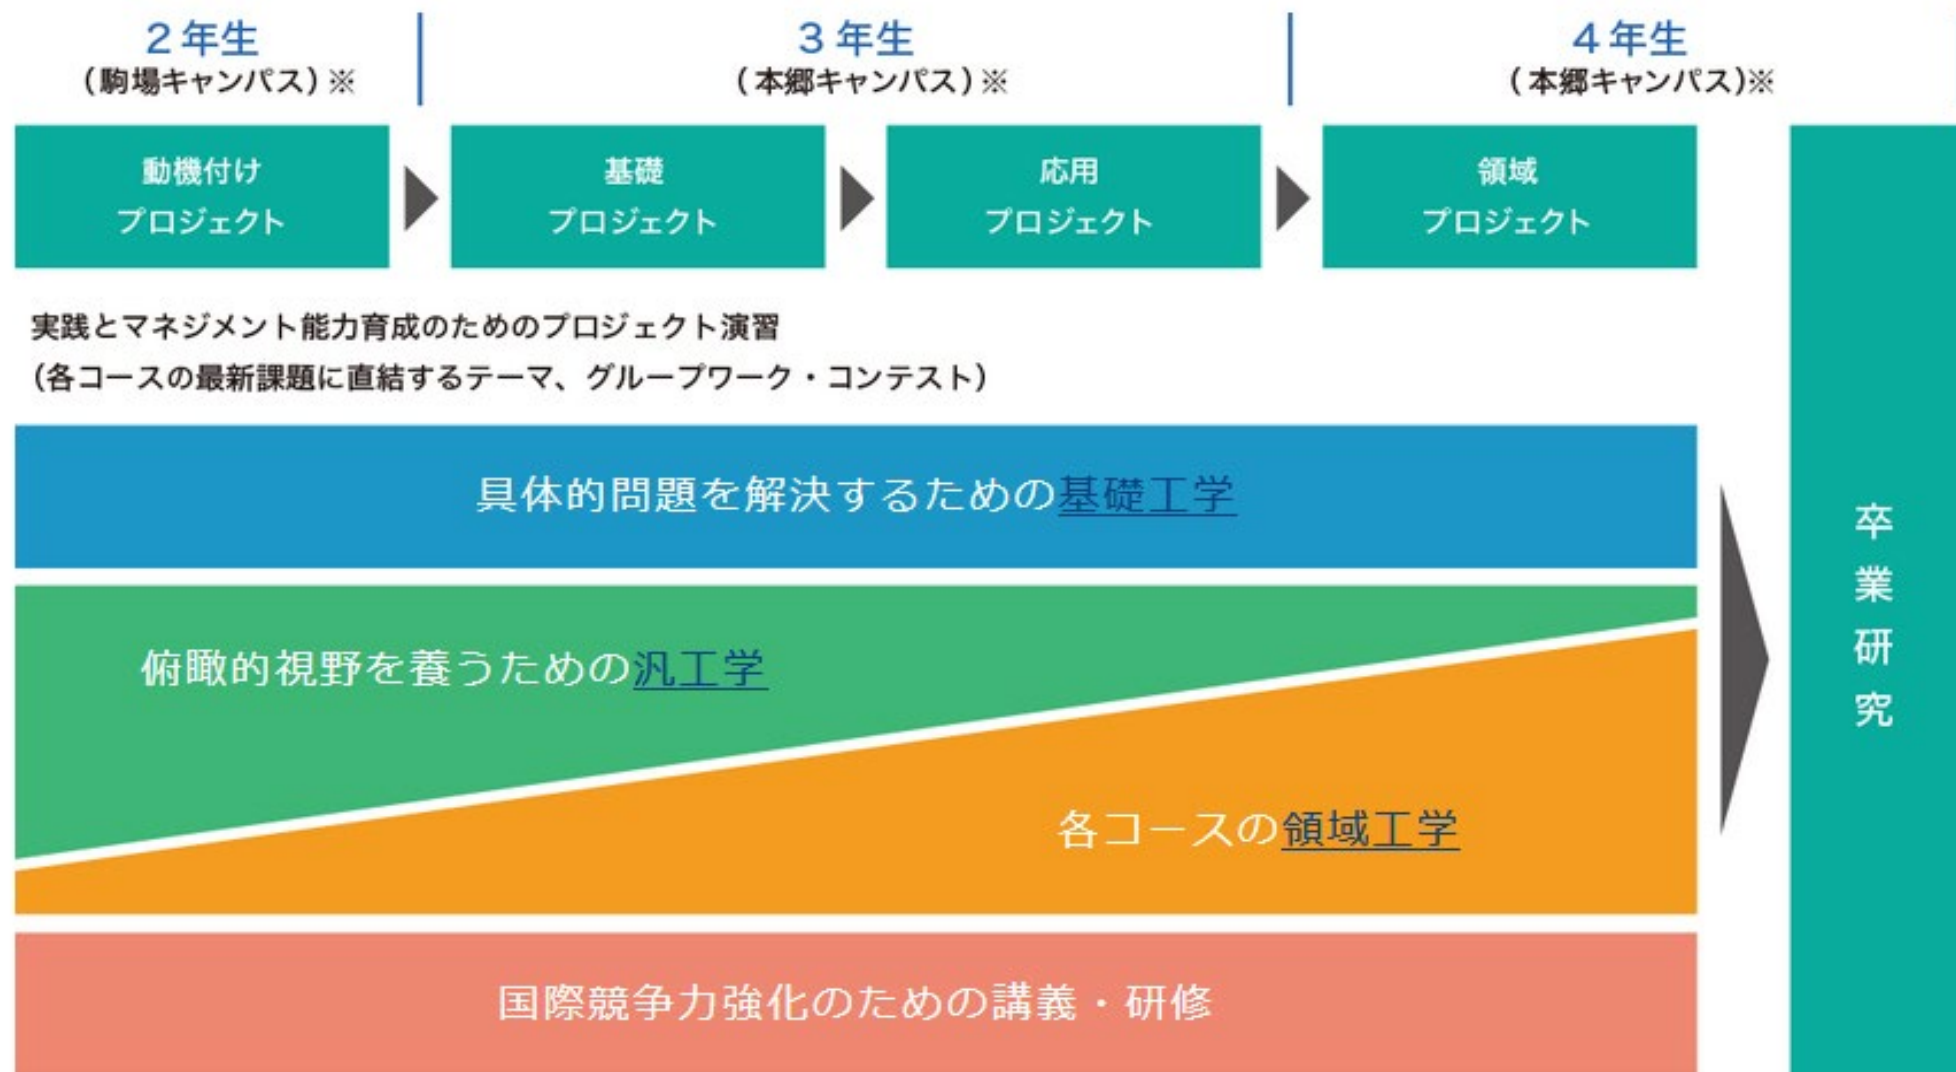 2年生
(駒場キャンパス)※
3年生
(本郷キャンパス)※
4年生
(本郷キャンパス)※
動機付け
プロジェクト
基礎
プロジェクト
応用
プロジェクト
領域
プロジェクト
実践とマネジメント能力育成のためのプロジェクト演習
(各コースの最新課題に直結するテーマ、グループワーク・コンテスト)
具体的問題を解決するための基礎工学
俯瞰的視野を養うための汎工学
各コースの領域工学
国際競争力強化のための講義・研修
卒業研究